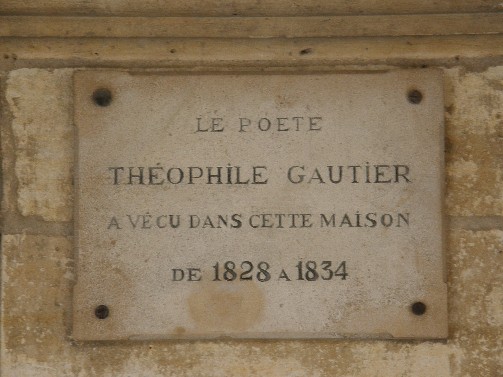 LE POETE
THÉOPHILE GAUTIER
A VÉCU DANS CETTE MAISON
DE 1828 A 1834